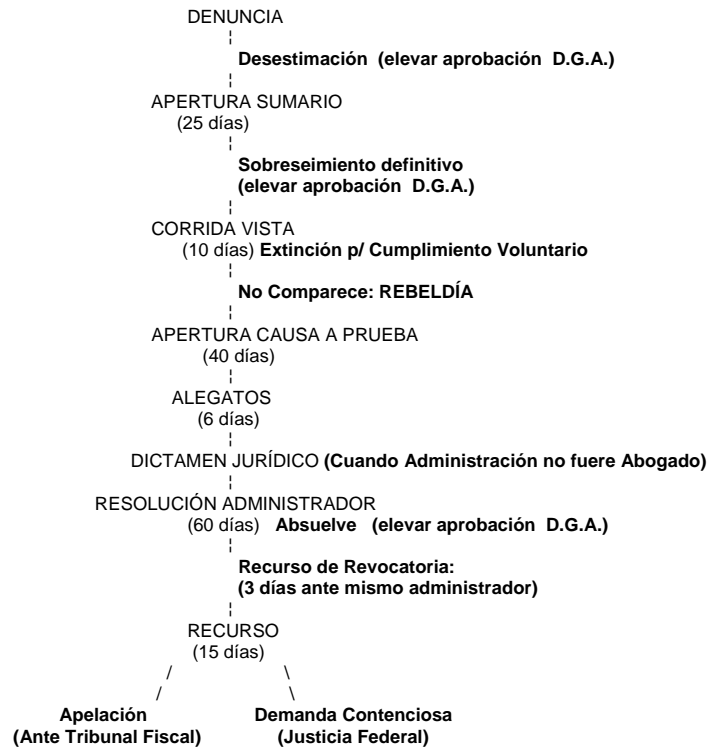 DENUNCIA
Desestimación (elevar aprobación D.G.A.)
APERTURA SUMARIO
(25 días)
Sobreseimiento definitivo
(elevar aprobación D.G.A.)
CORRIDA VISTA
(10 días) Extinción p/ Cumplimiento Voluntario
No Comparece: REBELDÍA
APERTURA CAUSA A PRUEBA
(40 días)
ALEGATOS
(6 días)
DICTAMEN JURÍDICO (Cuando Administración no fuere Abogado)
RESOLUCIÓN ADMINISTRADOR
(60 días) Absuelve (elevar aprobación D.G.A.)
Recurso de Revocatoria:
(3 días ante mismo administrador)
RECURSO
(15 días)
Apelación Demanda Contenciosa
(Ante Tribunal Fiscal) (Justicia Federal)